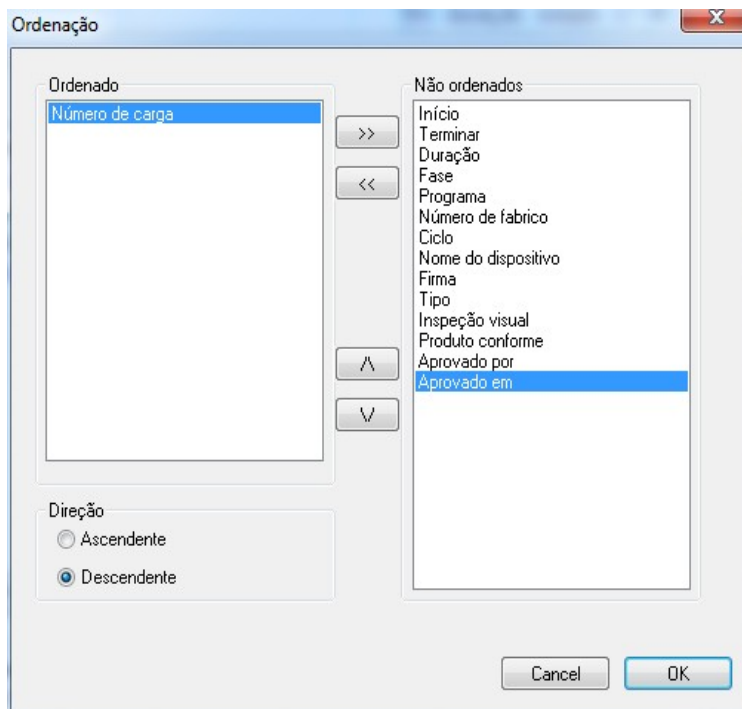 Ordenação
X
Ordenado
Número de carga
>>
<<
/\
\/
Não ordenados
Início
Terminar
Duração
Fase
Programa
Número de fabrico
Ciclo
Nome do dispositivo
Firma
Tipo
Inspeção visual
Produto conforme
Aprovado por
Aprovado em
Direção
Ascendente
Descendente
Cancel
OK